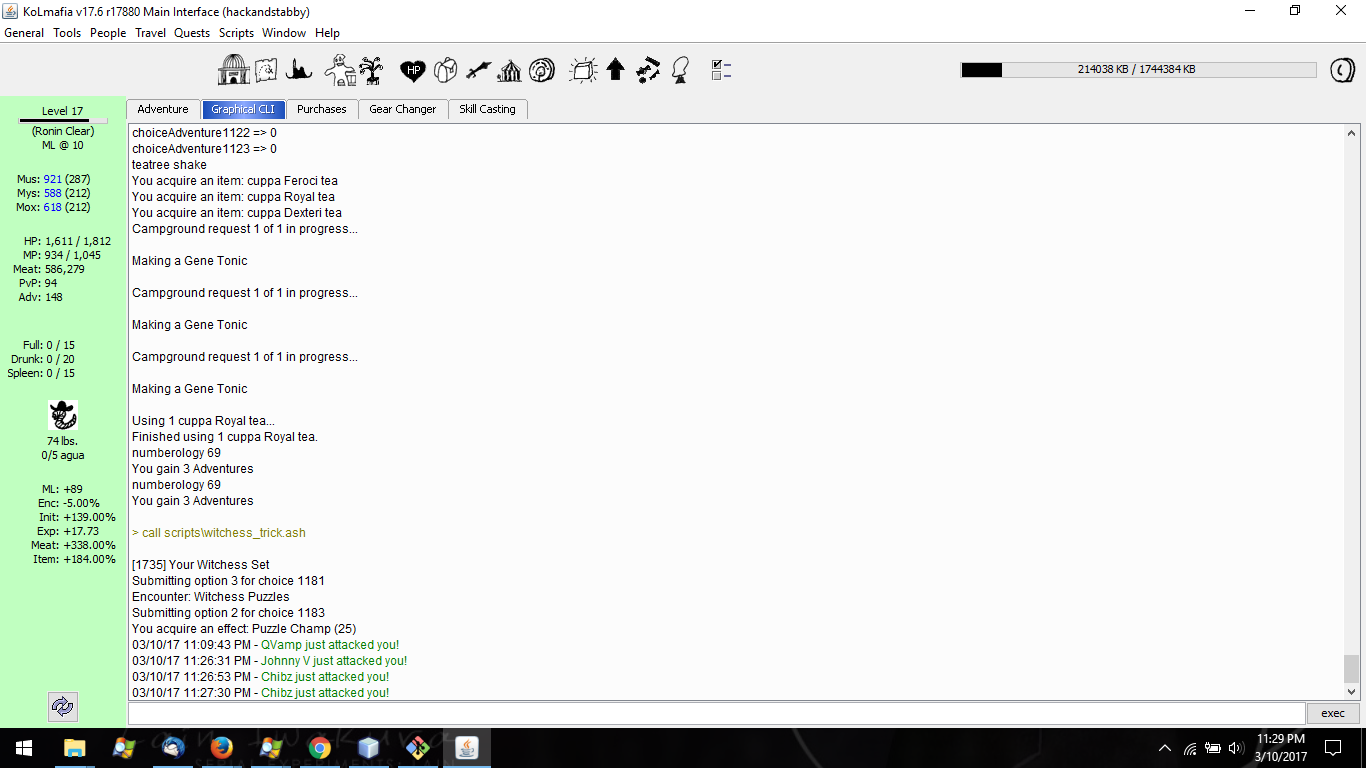 KoLmafia v17.6 r17880 Main Interface (hackandstabby)
General Tools People Travel Quests Scripts Window Help
HP
214038 KB / 1744384 KB
Adventure Graphical CLI Purchases Gear Changer Skill Casting
Level 17
(Ronin Clear)
ML @ 10
Mus: 921 (287)
Mys: 588 (212)
Mox: 618 (212)
HP: 1,611 / 1,812
MP: 934 / 1,045
Meat: 586,279
PvP: 94
Adv: 148
Full: 0 / 15
Drunk: 0 / 20
Spleen: 0 / 15
74 lbs.
0/5 agua
ML: +89
Enc: -5.00%
Init: +139.00%
Exp: +17.73
Meat: +338.00%
Item: +184.00%
choiceAdventure1122 => 0
choiceAdventure1123 => 0
teatree shake
You acquire an item: cuppa Feroci tea
You acquire an item: cuppa Royal tea
You acquire an item: cuppa Dexteri tea
Campground request 1 of 1 in progress...
Making a Gene Tonic
Campground request 1 of 1 in progress...
Making a Gene Tonic
Campground request 1 of 1 in progress...
Making a Gene Tonic
Using 1 cuppa Royal tea...
Finished using 1 cuppa Royal tea.
numberology 69
You gain 3 Adventures
numberology 69
You gain 3 Adventures
> call scripts\witchess_trick.ash
[1735] Your Witchess Set
Submitting option 3 for choice 1181
Encounter: Witchess Puzzles
Submitting option 2 for choice 1183
You acquire an effect: Puzzle Champ (25)
03/10/17 11:09:43 PM - QVamp just attacked you!
03/10/17 11:26:31 PM - Johnny V just attacked you!
03/10/17 11:26:53 PM - Chibz just attacked you!
03/10/17 11:27:30 PM - Chibz just attacked you!
exec
11:29 PM
3/10/2017